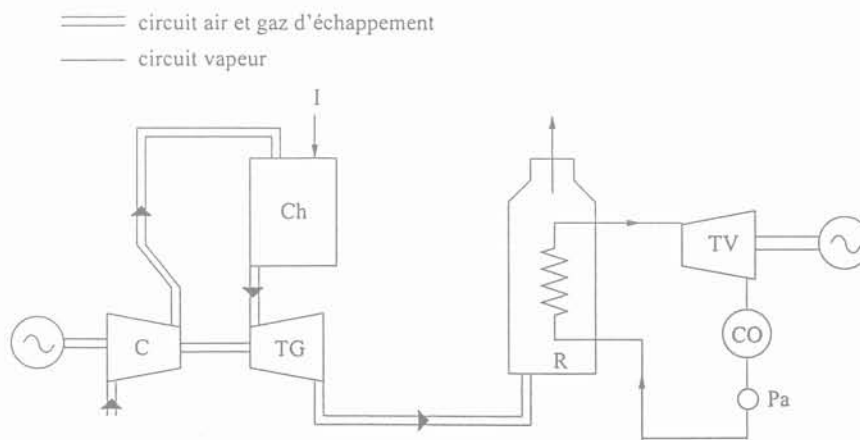 circuit air et gaz d'échappement
circuit vapeur
I
Ch
TV
C
TG
R
CO
Pa